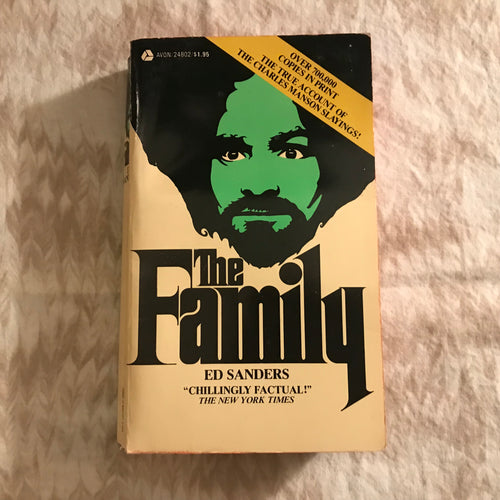 AVON/24802/$1.95
OVER 700,000
COPIES IN PRINT
THE TRUE ACCOUNT OF
THE CHARLES MANSON SLAYINGS!
The
Family
ED SANDERS
"CHILLINGLY FACTUAL!"
THE NEW YORK TIMES